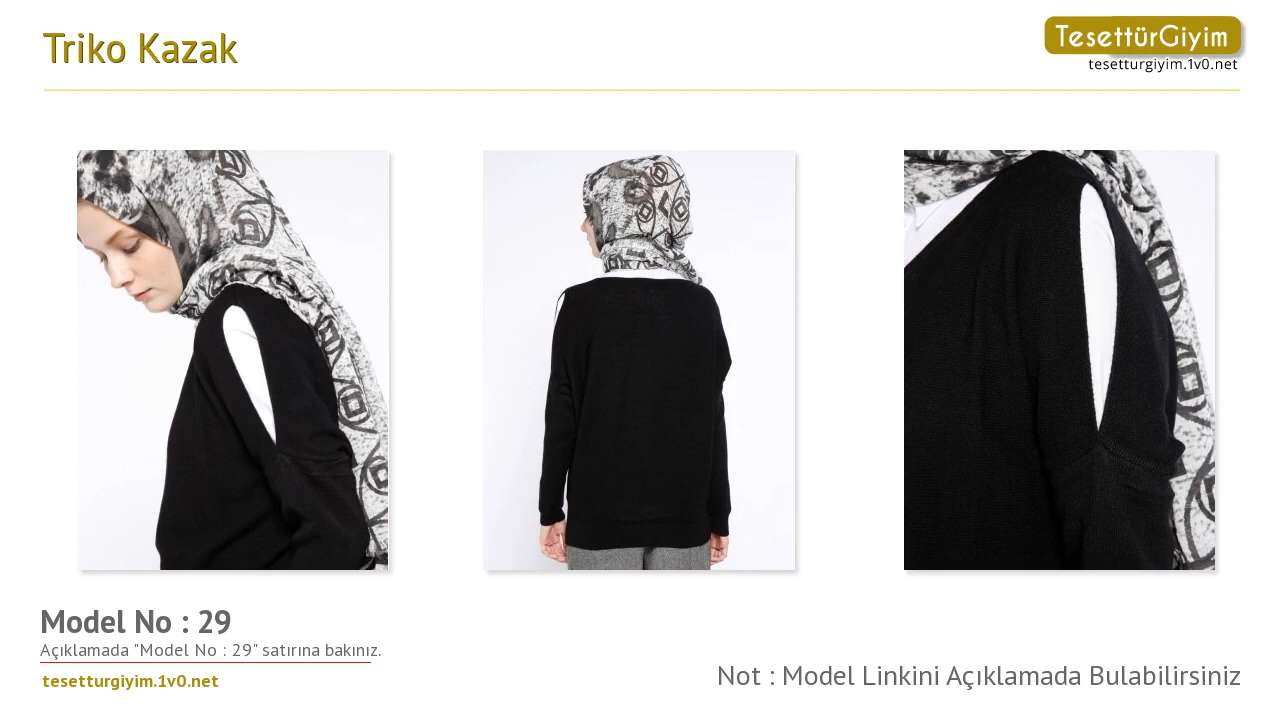 Triko Kazak
TesettürGiyim
tesetturgiyim.1v0.net
Model No : 29
Açıklamada "Model No : 29" satırına bakınız.
tesetturgiyim.1v0.net
Not : Model Linkini Açıklamada Bulabilirsiniz